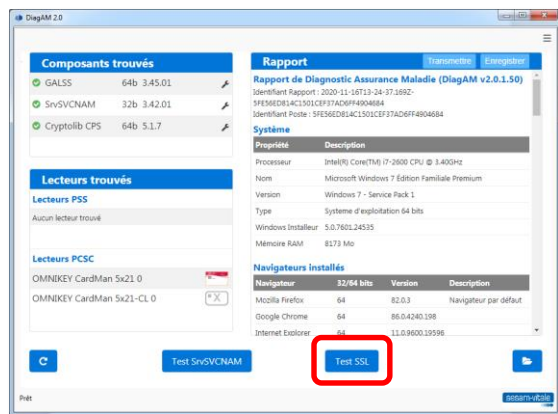 DiagAM 2.0
Composants trouvés
GALSS 64b 3.45.01
SrvSVCNAM 32b 3.42.01
Cryptolib CPS 64b 5.1.7
Lecteurs trouvés
Lecteurs PSS
Aucun lecteur trouvé
Lecteurs PCSC
OMNIKEY CardMan 5x21 0
OMNIKEY CardMan 5x21-CL 0
Rapport Transmettre Enregistrer
Rapport de Diagnostic Assurance Maladie (DiagAM v2.0.1.50)
Identifiant Rapport : 2020-11-16T13-24-37.169Z-
5FE56ED814C1501CEF37AD6FF4904684
Identifiant Poste : 5FE56ED814C1501CEF37AD6FF4904684
Système
Propriété Description
Processeur Intel(R) Core(TM) i7-2600 CPU @ 3.40GHz
Nom Microsoft Windows 7 Édition Familiale Premium
Version Windows 7 - Service Pack 1
Type Systeme d'exploitation 64 bits
Windows Installeur 5.0.7601.24535
Mémoire RAM 8173 Mo
Navigateurs installés
Navigateur 32/64 bits Version Description
Mozilla Firefox 64 82.0.3 Navigateur par défaut
Google Chrome 64 86.0.4240.198
Internet Explorer 64 11.0.9600.19596
Test SrvSVCNAM Test SSL
Prêt sesam-vitale